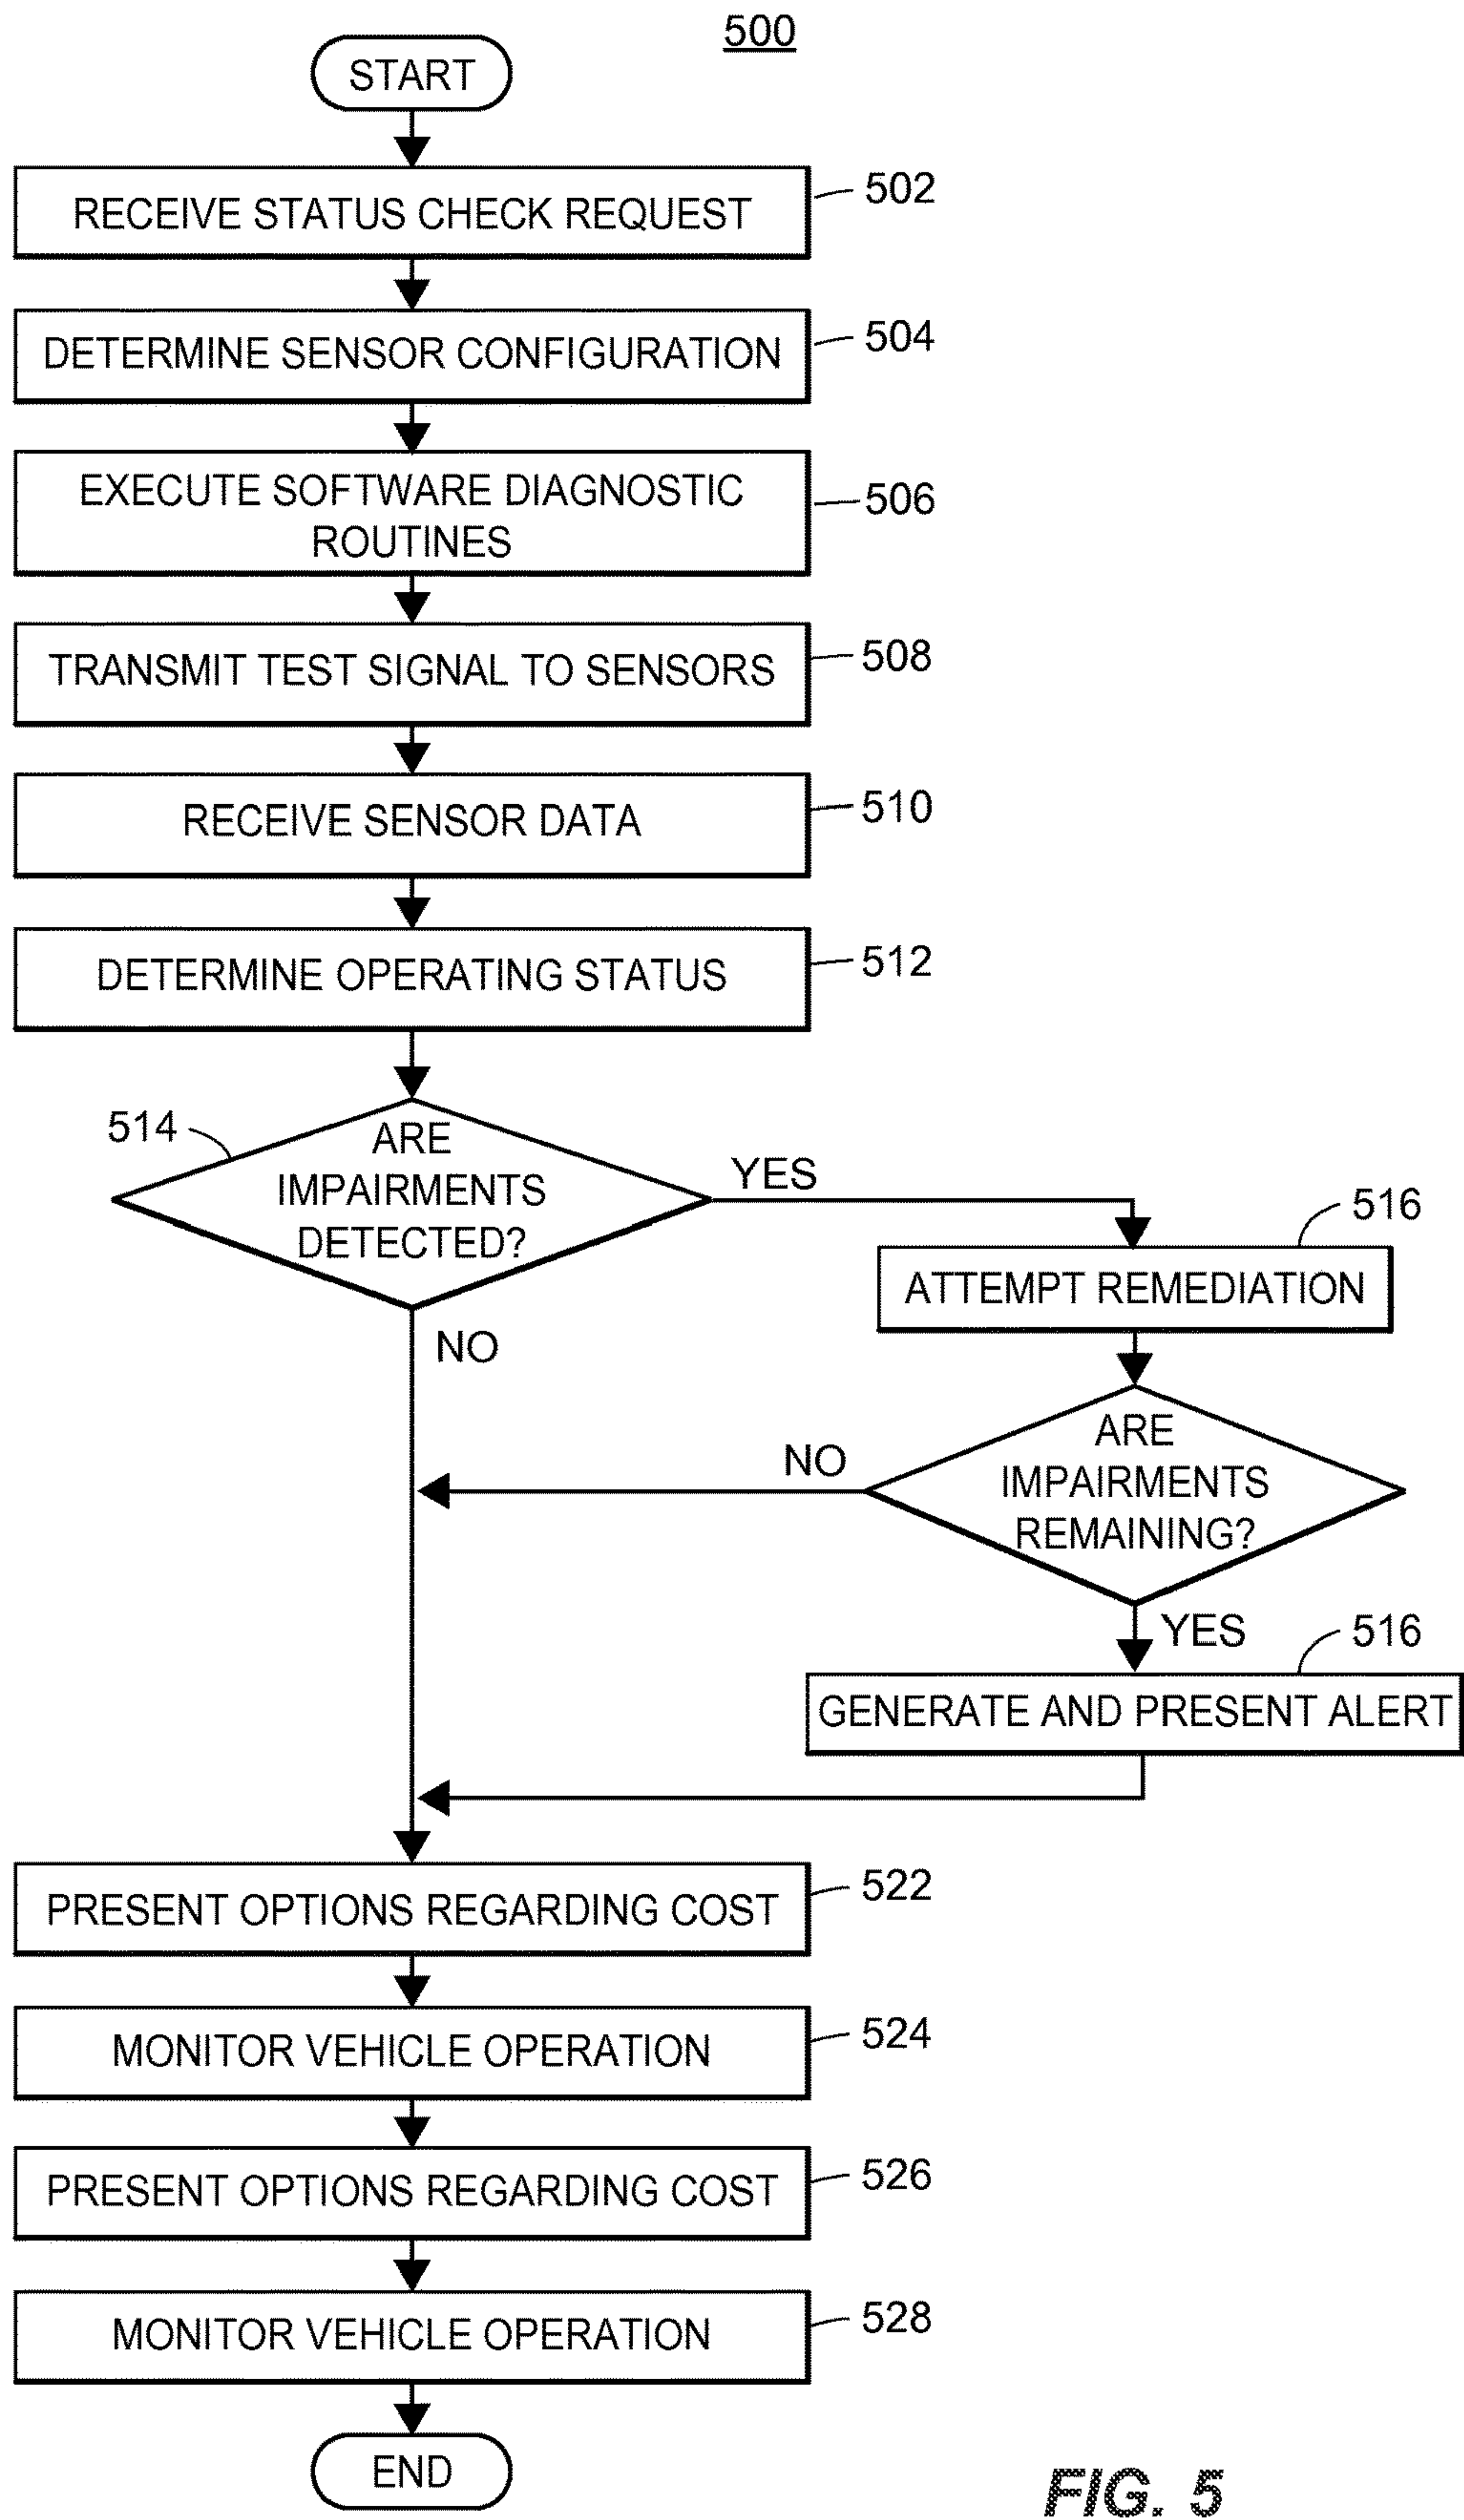 500
START
RECEIVE STATUS CHECK REQUEST
502
DETERMINE SENSOR CONFIGURATION
504
EXECUTE SOFTWARE DIAGNOSTIC
ROUTINES
506
TRANSMIT TEST SIGNAL TO SENSORS
508
RECEIVE SENSOR DATA
510
DETERMINE OPERATING STATUS
512
514
ARE
IMPAIRMENTS
DETECTED?
YES
NO
516
ATTEMPT REMEDIATION
ARE
IMPAIRMENTS
REMAINING?
NO
YES
516
GENERATE AND PRESENT ALERT
PRESENT OPTIONS REGARDING COST
522
MONITOR VEHICLE OPERATION
524
PRESENT OPTIONS REGARDING COST
526
MONITOR VEHICLE OPERATION
528
END
FIG. 5